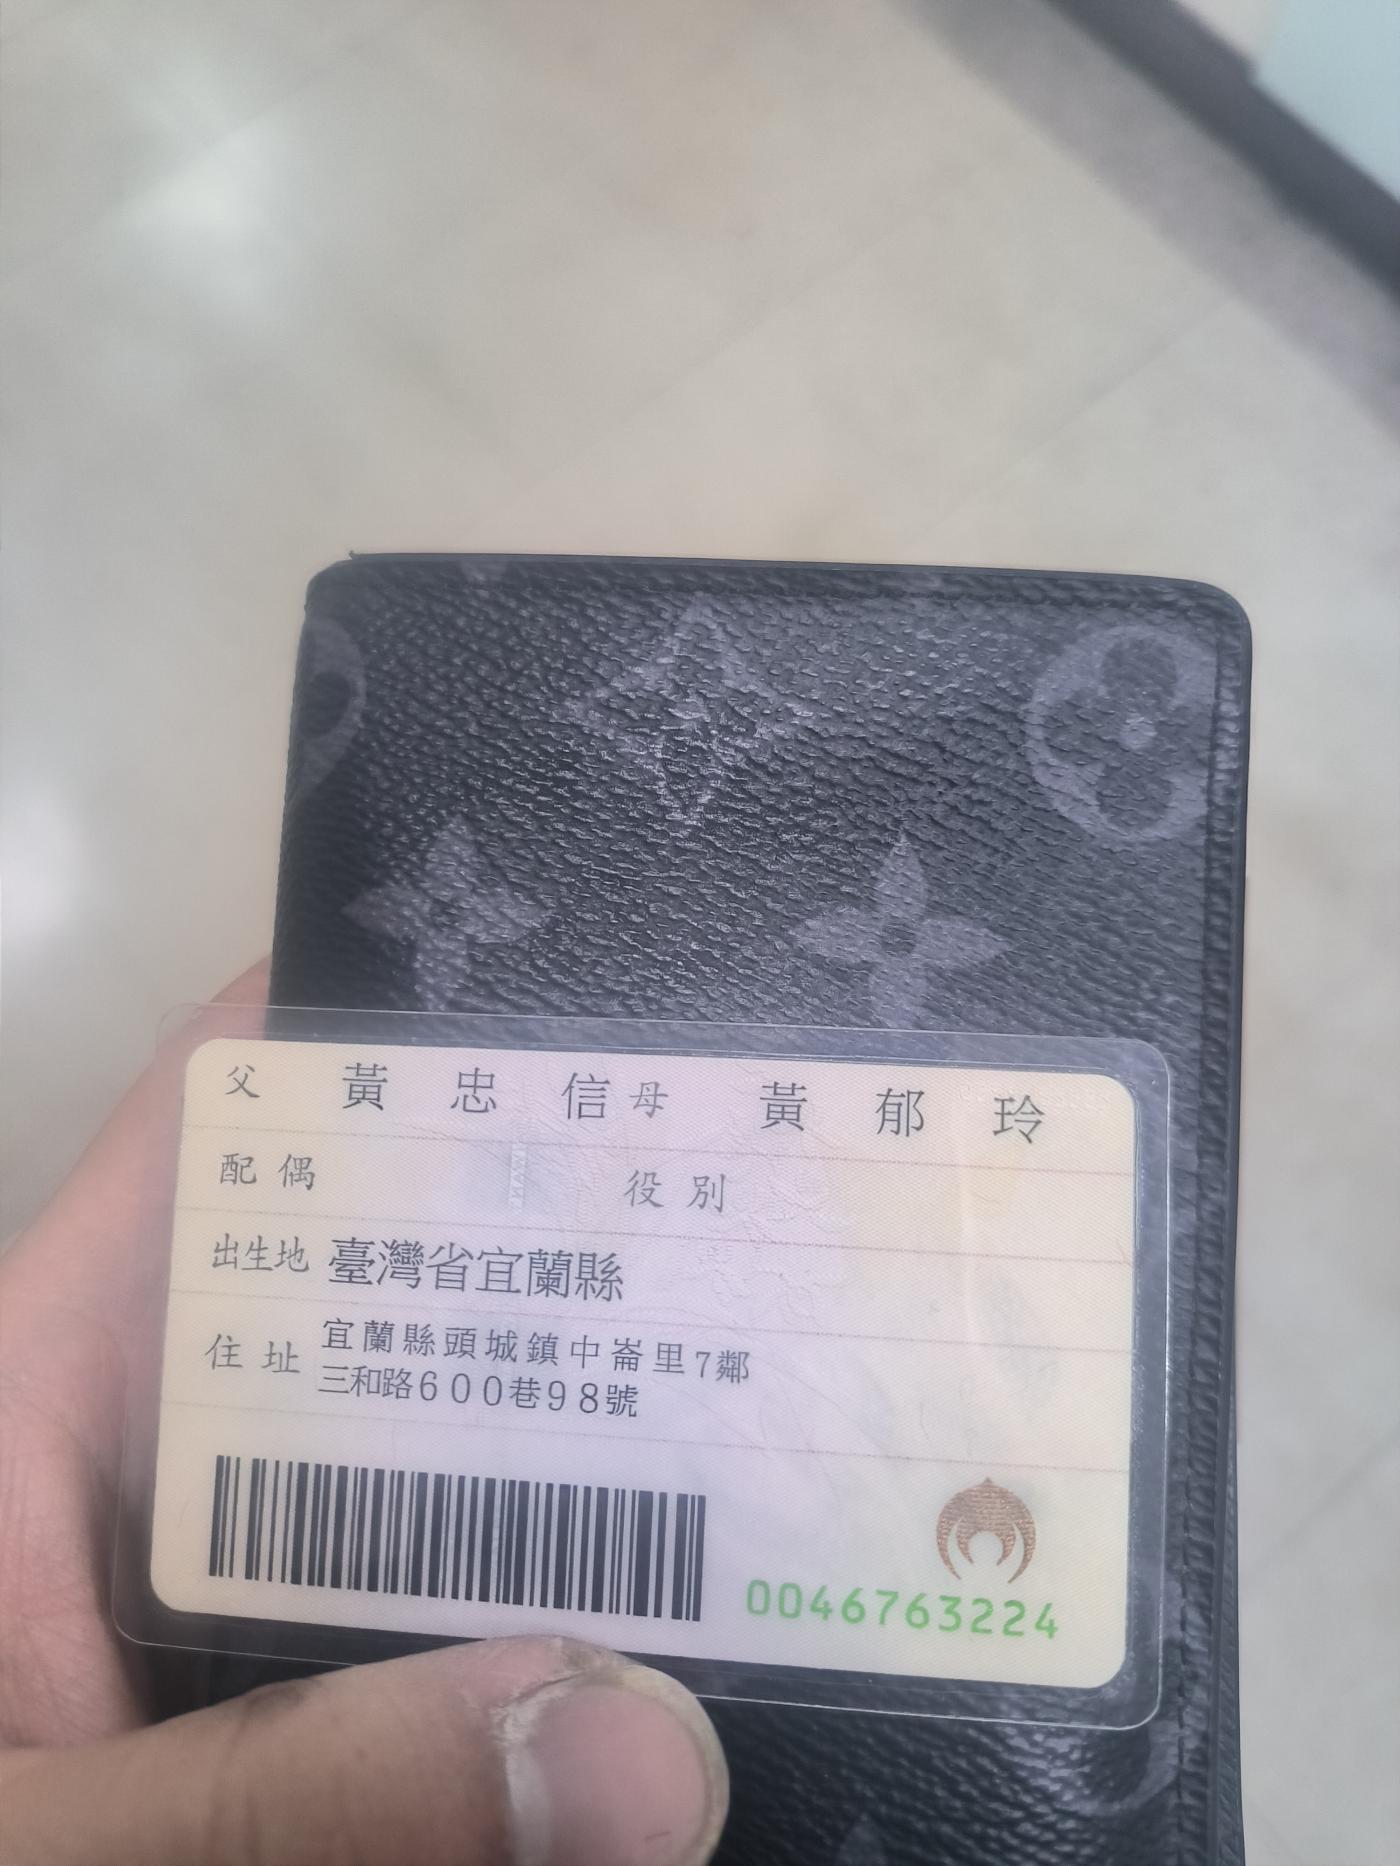 父 黃忠信 母 黃郁玲
配偶 役別
出生地 臺灣省宜蘭縣
住址 宜蘭縣頭城鎮中崙里7鄰
三和路600巷98號
0046763224